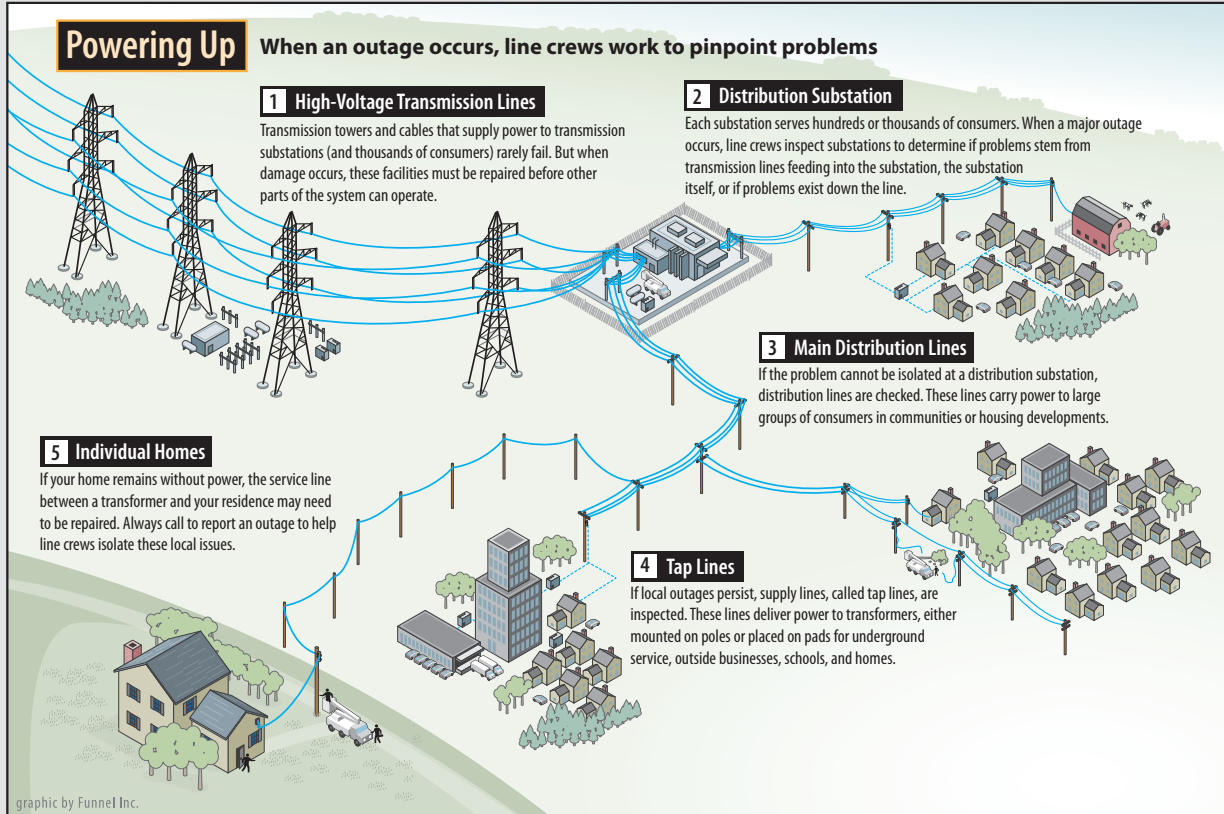 Powering Up
When an outage occurs, line crews work to pinpoint problems
1 High-Voltage Transmission Lines
Transmission towers and cables that supply power to transmission
substations (and thousands of consumers) rarely fail. But when
damage occurs, these facilities must be repaired before other
parts of the system can operate.
2 Distribution Substation
Each substation serves hundreds or thousands of consumers. When a major outage
occurs, line crews inspect substations to determine if problems stem from
transmission lines feeding into the substation, the substation
itself, or if problems exist down the line.
3 Main Distribution Lines
If the problem cannot be isolated at a distribution substation,
distribution lines are checked. These lines carry power to large
groups of consumers in communities or housing developments.
4 Tap Lines
If local outages persist, supply lines, called tap lines, are
inspected. These lines deliver power to transformers, either
mounted on poles or placed on pads for underground
service, outside businesses, schools, and homes.
5 Individual Homes
If your home remains without power, the service line
between a transformer and your residence may need
to be repaired. Always call to report an outage to help
line crews isolate these local issues.
graphic by Funnel Inc.